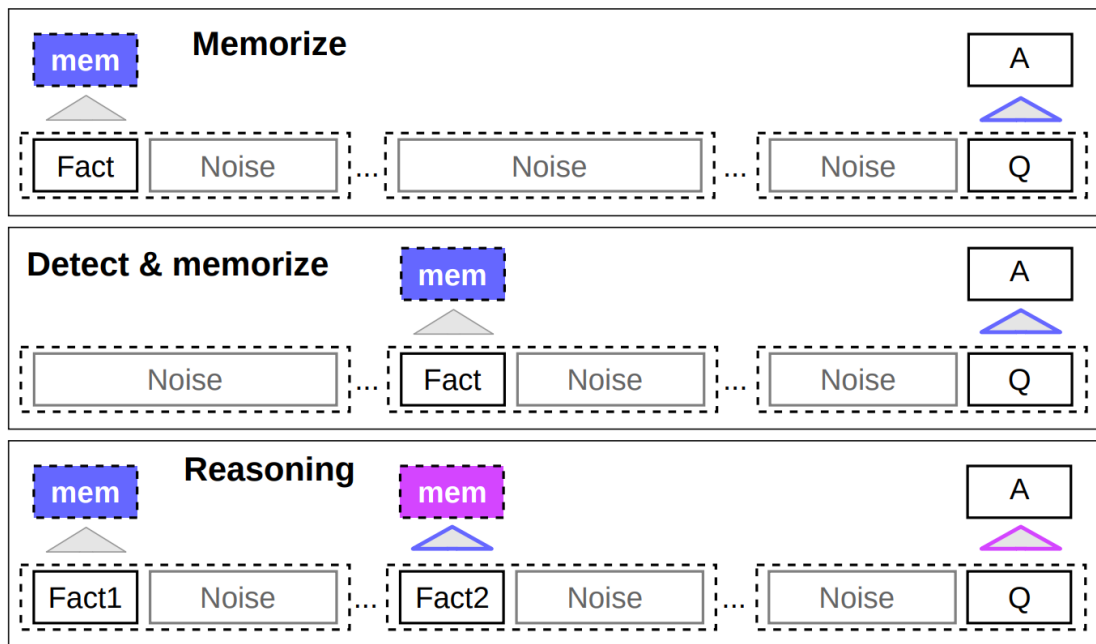 Memorize
mem
A
Fact Noise ... Noise ... Noise Q
Detect & memorize
mem
A
Noise ... Fact Noise ... Noise Q
Reasoning
mem mem A
Fact1 Noise ... Fact2 Noise ... Noise Q